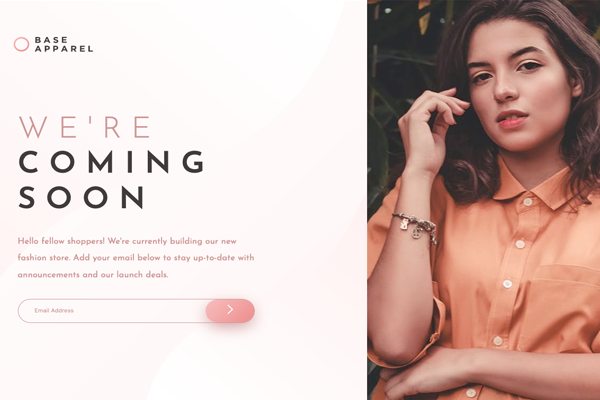 BASE
APPAREL
WE'RE
COMING
SOON
Hello fellow shoppers! We're currently building our new
fashion store. Add your email below to stay up-to-date with
announcements and our launch deals.
Email Address